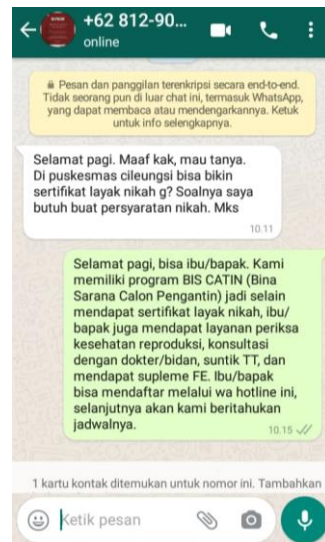 +62 812-90...
online
Pesan dan panggilan terenkripsi secara end-to-end.
Tidak seorang pun di luar chat ini, termasuk WhatsApp,
yang dapat membaca atau mendengarkannya. Ketuk
untuk info selengkapnya.
Selamat pagi. Maaf kak, mau tanya.
Di puskesmas cileungsi bisa bikin
sertifikat layak nikah g? Soalnya saya
butuh buat persyaratan nikah. Mks
10.11
Selamat pagi, bisa ibu/bapak. Kami
memiliki program BIS CATIN (Bina
Sarana Calon Pengantin) jadi selain
mendapat sertifikat layak nikah, ibu/
bapak juga mendapat layanan periksa
kesehatan reproduksi, konsultasi
dengan dokter/bidan, suntik TT, dan
mendapat supleme FE. Ibu/bapak
bisa mendaftar melalui wa hotline ini,
selanjutnya akan kami beritahukan
jadwalnya.
10.15
1 kartu kontak ditemukan untuk nomor ini. Tambahkan
Ketik pesan